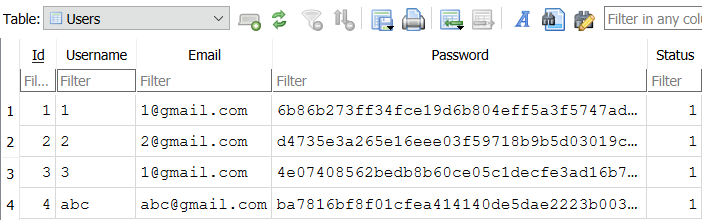 Table: Users Filter in any colu
Id Username Email Password Status
Fil... Filter Filter Filter Filter
1 1 1 1@gmail.com 6b86b273ff34fce19d6b804eff5a3f5747ad... 1
2 2 2 2@gmail.com d4735e3a265e16eee03f59718b9b5d03019c... 1
3 3 3 1@gmail.com 4e07408562bedb8b60ce05c1decfe3ad16b7... 1
4 4 abc abc@gmail.com ba7816bf8f01cfea414140de5dae2223b003... 1